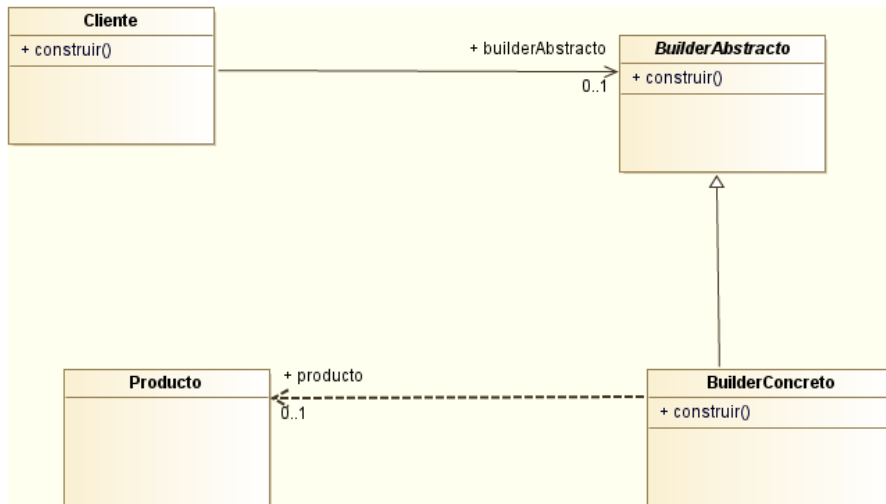 Cliente
+ construir()
+ builderAbstracto
0..1
BuilderAbstracto
+ construir()
Producto
+ producto
0..1
BuilderConcreto
+ construir()